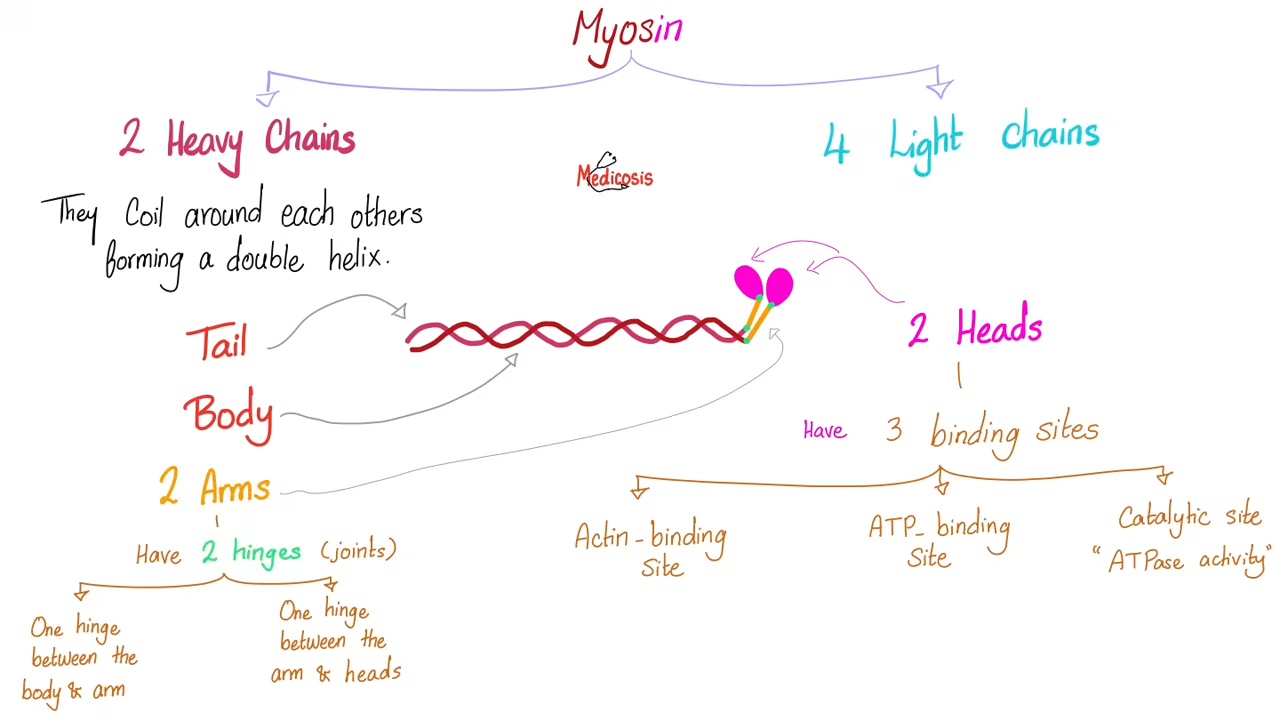 Myosin
2 Heavy Chains
4 Light chains
Medicosis
They Coil around each others
forming a double helix.
Tail
Body
2 Arms
Have 2 hinges (joints)
One hinge
between the
body & arm
One hinge
between the
arm & heads
2 Heads
Have 3 binding sites
Actin-binding
site
ATP-binding
Site
Catalytic site
"ATPase activity"